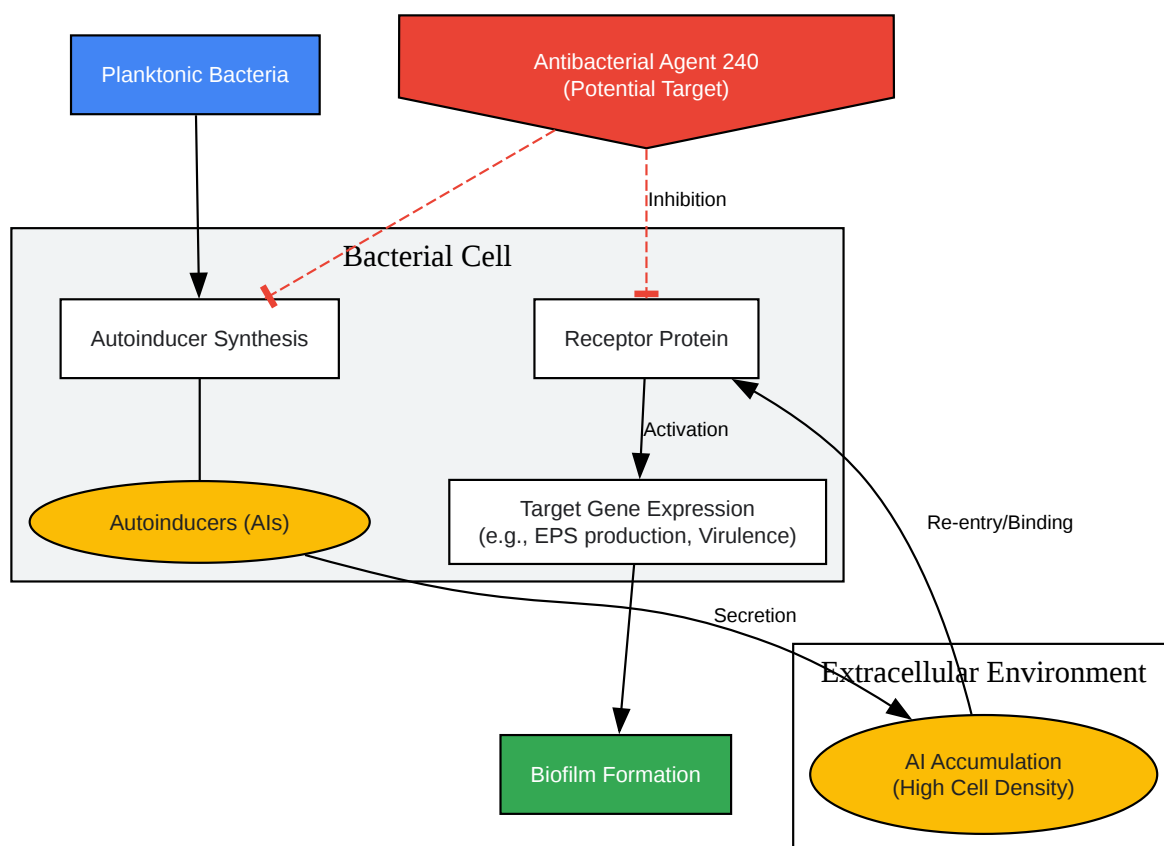 Planktonic Bacteria
Antibacterial Agent 240
(Potential Target)
Inhibition
Bacterial Cell
Autoinducer Synthesis
Receptor Protein
Activation
Autoinducers (AIs)
Target Gene Expression
(e.g., EPS production, Virulence)
Re-entry/Binding
Secretion
Extracellular Environment
Biofilm Formation
AI Accumulation
(High Cell Density)